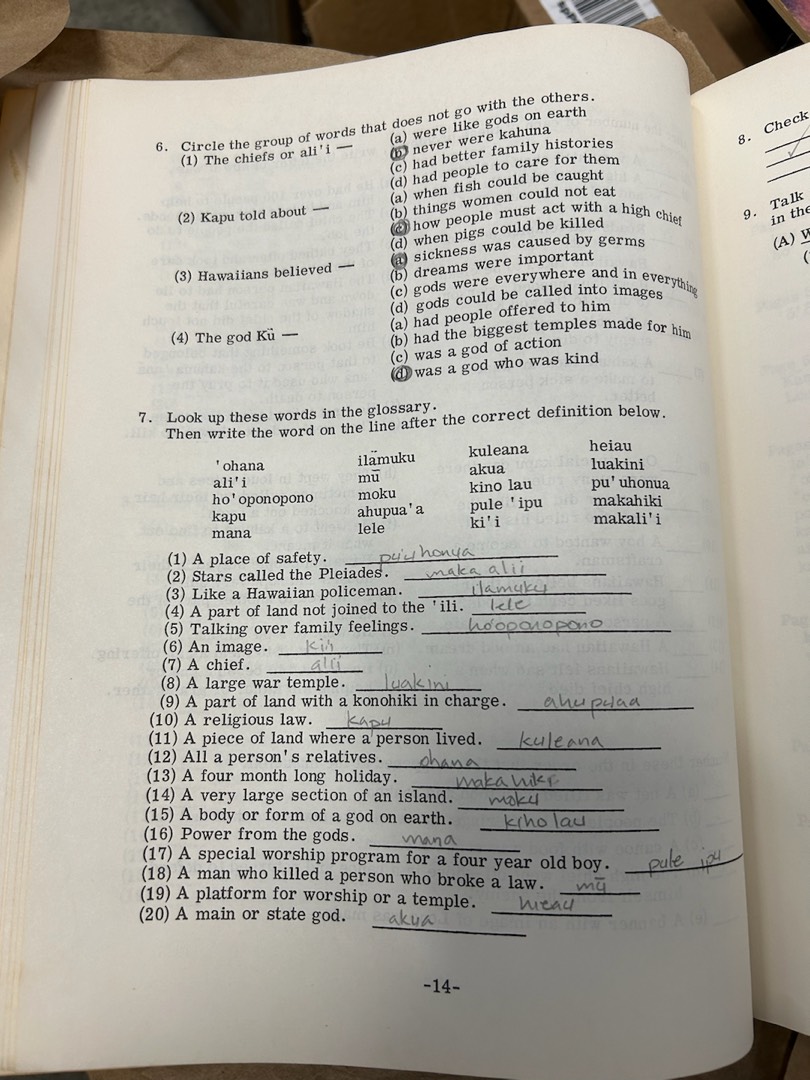 6. Circle the group of words that does not go with the others.
(1) The chiefs or ali'i — (a) were like gods on earth
(b) never were kahuna
(c) had better family histories
(d) had people to care for them
(2) Kapu told about — (a) when fish could be caught
(b) things women could not eat
(c) how people must act with a high chief
(d) when pigs could be killed
(3) Hawaiians believed — (a) sickness was caused by germs
(b) dreams were important
(c) gods were everywhere and in everything
(d) gods could be called into images
(4) The god Kū — (a) had people offered to him
(b) had the biggest temples made for him
(c) was a god of action
(d) was a god who was kind
7. Look up these words in the glossary.
Then write the word on the line after the correct definition below.
'ohana ilāmuku kuleana heiau
ali'i mū akua luakini
ho'oponopono moku kino lau pu'uhonua
kapu ahupua'a pule 'ipu makahiki
mana lele ki'i makali'i
(1) A place of safety. pu'uhonua
(2) Stars called the Pleiades. maka alii
(3) Like a Hawaiian policeman. ilamuku
(4) A part of land not joined to the 'ili. lele
(5) Talking over family feelings. ho'oponopono
(6) An image. kiʻi
(7) A chief. alii
(8) A large war temple. luakini
(9) A part of land with a konohiki in charge. ahupuaa
(10) A religious law. kapu
(11) A piece of land where a person lived. kuleana
(12) All a person's relatives. ohana
(13) A four month long holiday. makahiki
(14) A very large section of an island. moku
(15) A body or form of a god on earth. kino lau
(16) Power from the gods. mana
(17) A special worship program for a four year old boy. pule ipu
(18) A man who killed a person who broke a law. mū
(19) A platform for worship or a temple. hieau
(20) A main or state god. akua
-14-
8. Check
9. Talk
in the
(A) W
(